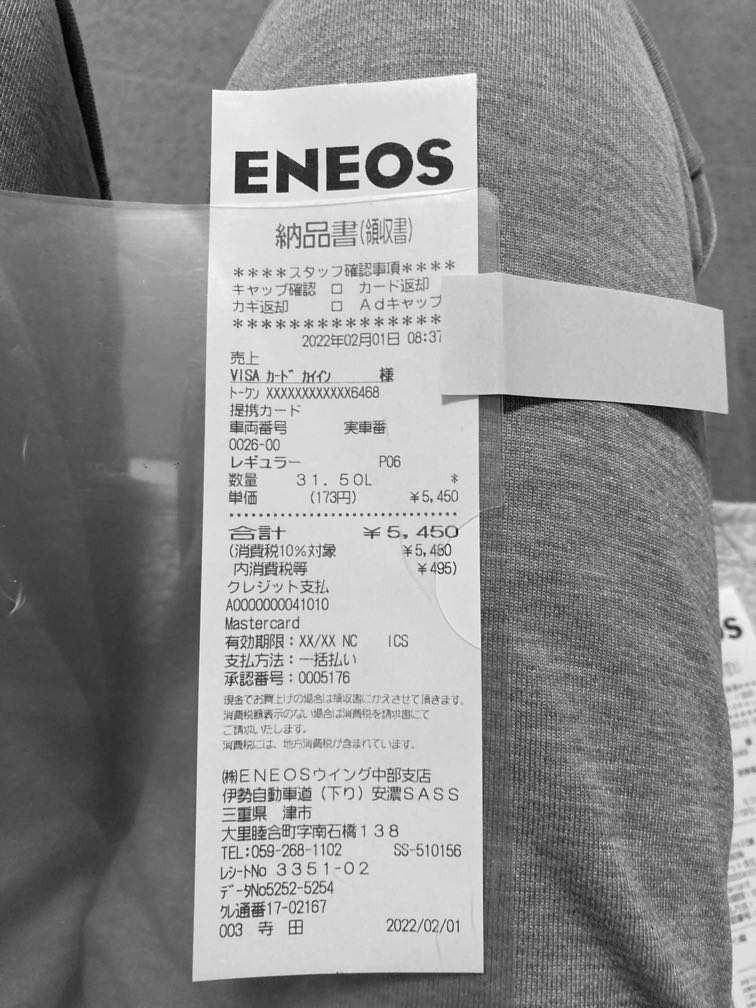 ENEOS
納品書(領収書)
****スタッフ確認事項****
キャップ確認 □ カード返却
カギ返却 □ Adキャップ
***************
2022年02月01日 08:37
売上
VISA カード カイイン 様
トークン XXXXXXXXXXXX6468
提携カード
車両番号 実車番
0026-00
レギュラー P06
数量 31.50L *
単価 (173円) ¥5,450
合計 ¥5,450
(消費税10%対象 ¥5,450
内消費税等 ¥495)
クレジット支払
A0000000041010
Mastercard
有効期限:XX/XX NC ICS
支払方法:一括払い
承認番号:0005176
現金でお買上げの場合は領収書にかえさせて頂きます。
消費税額表示のない場合は消費税を請求書にて
ご請求いたします。
消費税には、地方消費税が含まれています。
㈱ENEOSウイング中部支店
伊勢自動車道(下り)安濃SASS
三重県 津市
大里睦合町字南石橋138
TEL:059-268-1102 SS-510156
レシートNo 3351-02
データNo5252-5254
クレ通番17-02167
003 寺田 2022/02/01